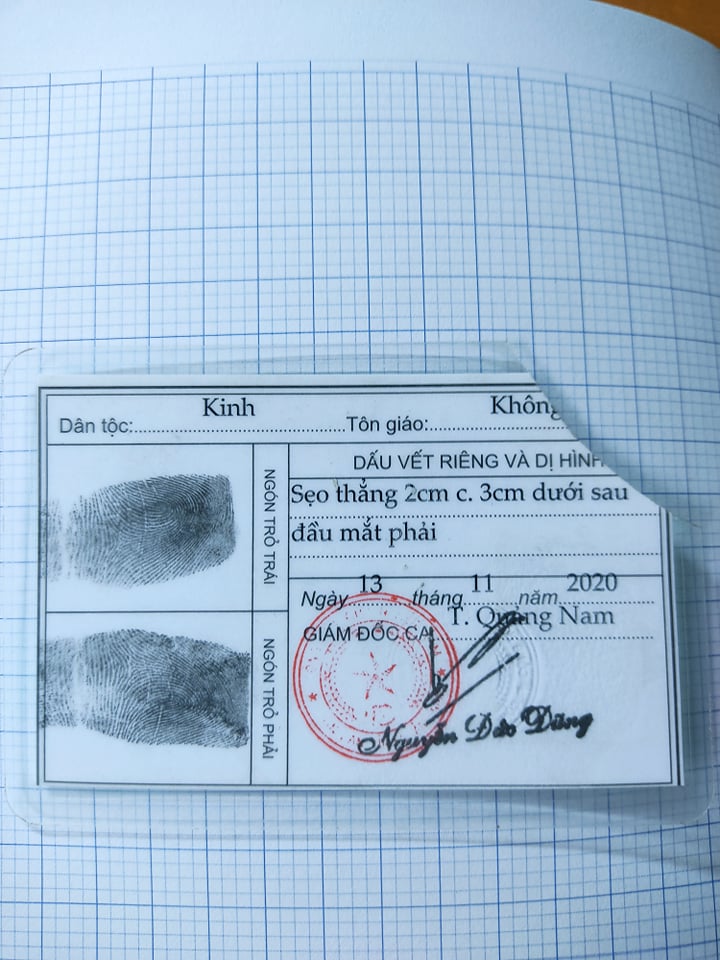 Dân tộc:....Kinh....Tôn giáo:....Không
DẤU VẾT RIÊNG VÀ DỊ HÌNH
NGÓN TRỎ TRÁI
Sẹo thẳng 2cm c. 3cm dưới sau
đầu mắt phải
Ngày 13 tháng 11 năm 2020
GIÁM ĐỐC CA T. Quảng Nam
NGÓN TRỎ PHẢI
Nguyễn Đức Dũng